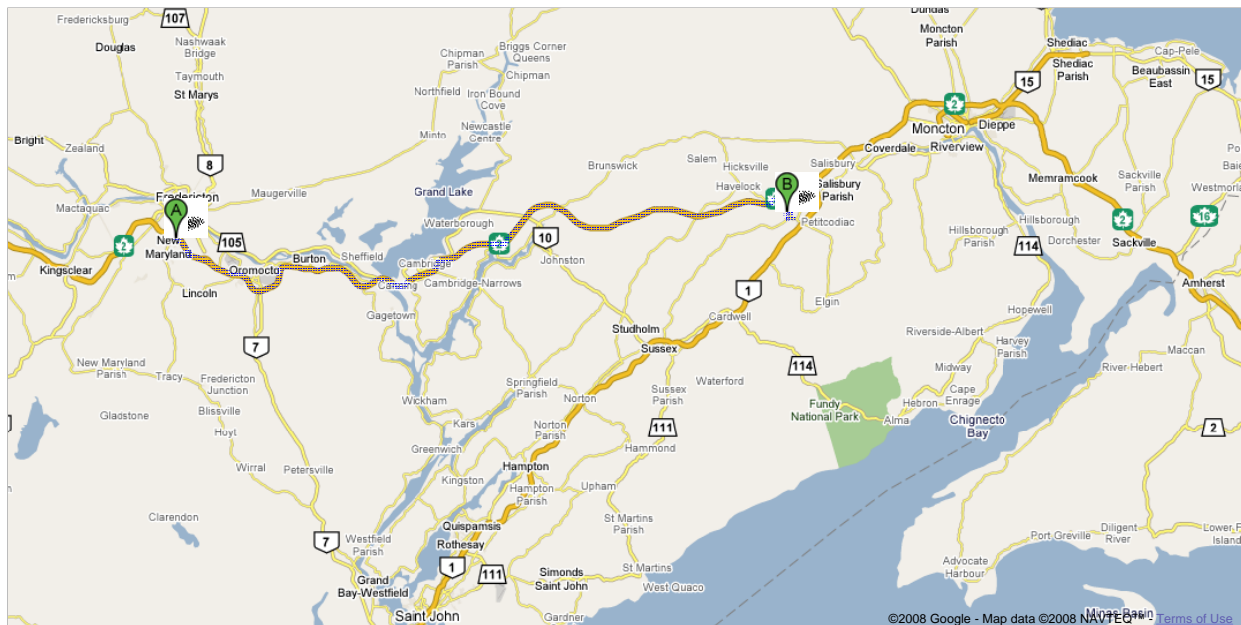 Fredericksburg
107
Dundas
Douglas
Nashwaak
Bridge
Chipman
Parish
Briggs Corner
Queens
Moncton
Parish
Shediac
Cap-Pele
Taymouth
Chipman
Shediac
Parish
Beaubassin
East
St Marys
Northfield
Iron Bound
Cove
15
15
2
Bright
Zealand
Minto
Newcastle
Centre
Moncton
Dieppe
8
Brunswick
Salem
Hicksville
Salisbury
Coverdale
Riverview
Mactaquac
Fredericton
Maugerville
Grand Lake
Havelock
B
Salisbury
Parish
Memramcook
Sackville
Parish
Westmorla
A
Waterborough
Petitcodiac
Hillsborough
2
16
New
Maryland
105
10
Hillsborough
Parish
Dorchester
Sackville
2
Kingsclear
Oromocto
Burton
Sheffield
Johnston
114
Lincoln
Canning
Cambridge-Narrows
1
Amherst
Gagetown
Elgin
Hopewell
7
Studholm
Cardwell
Riverside-Albert
Harvey
Parish
Maccan
New Maryland
Parish
Tracy
Fredericton
Junction
Sussex
114
Midway
River Hebert
Springfield
Parish
Sussex
Parish
Waterford
Cape
Enrage
Gladstone
Blissville
Wickham
Norton
Fundy
National Park
Hebron
Alma
Chignecto
Bay
2
Hoyt
Kars
Norton
Parish
111
Wirral
Petersville
Greenwich
Hammond
Hampton
Kingston
Hampton
Parish
Upham
Clarendon
St Martins
Parish
Quispamsis
7
Westfield
Parish
Rothesay
Port Greville
Diligent
River
Lower F
Island
1
111
Simonds
Saint John
St Martins
Advocate
Harbour
Grand
Bay-Westfield
West Quaco
Saint John
Gardner
Minas Basin
©2008 Google - Map data ©2008 NAVTEQ™ - Terms of Use